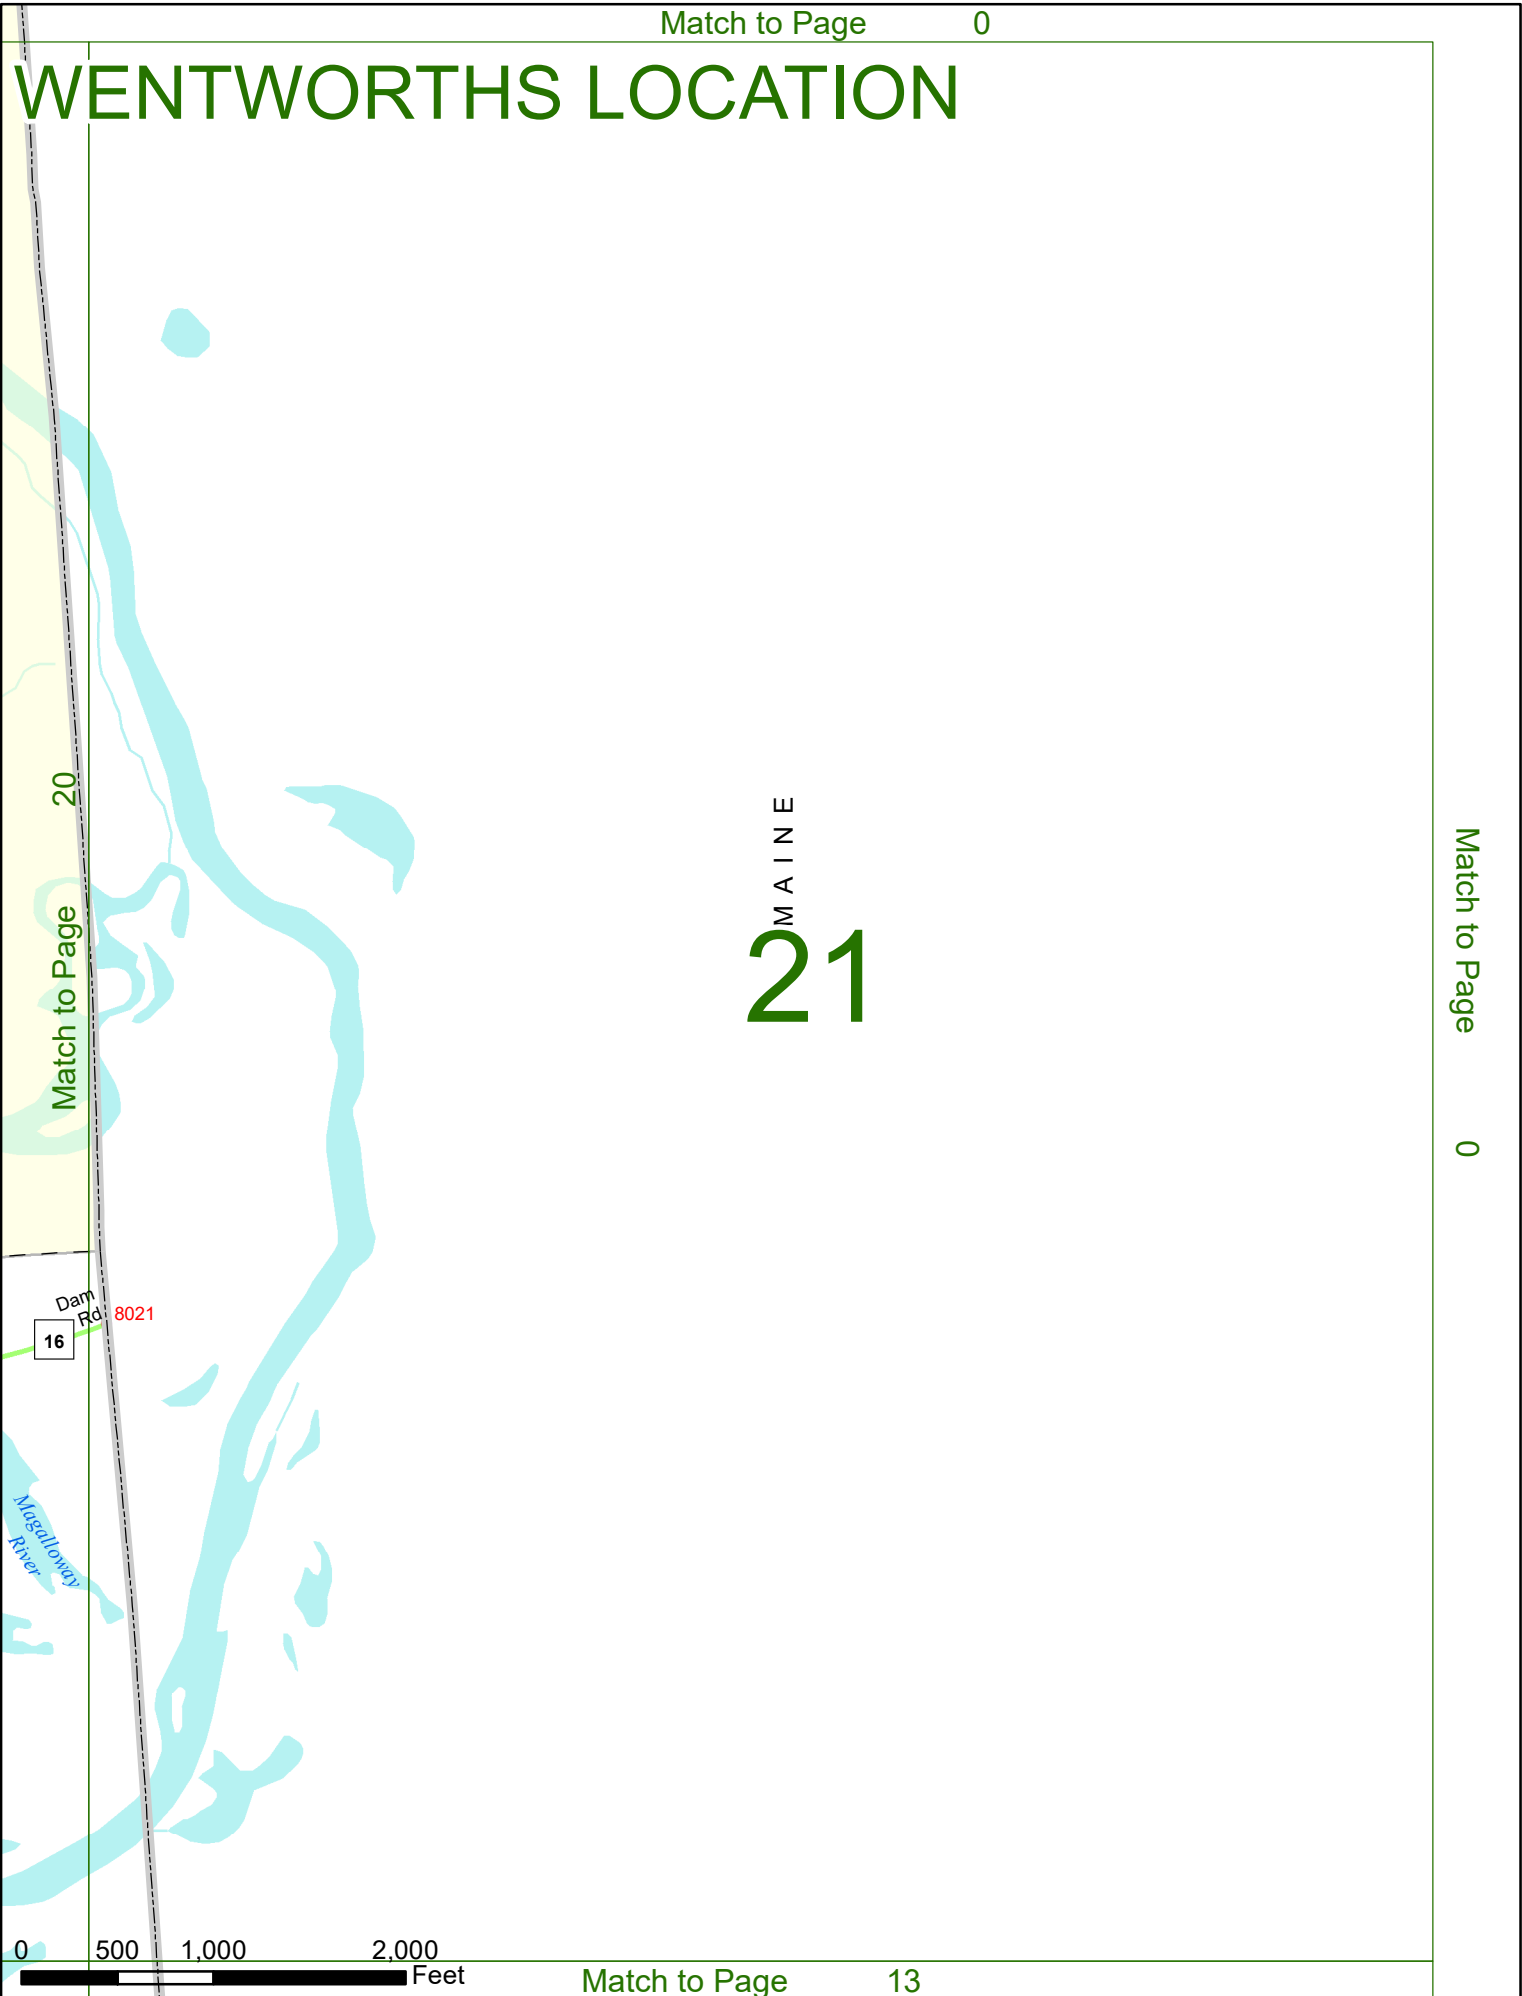 Match to Page 0
WENTWORTHS LOCATION
Match to Page 20
MAINE
21
Match to Page 0
Dam
Rd
8021
16
Magalloway
River
0 500 1,000 2,000
Feet
Match to Page 13